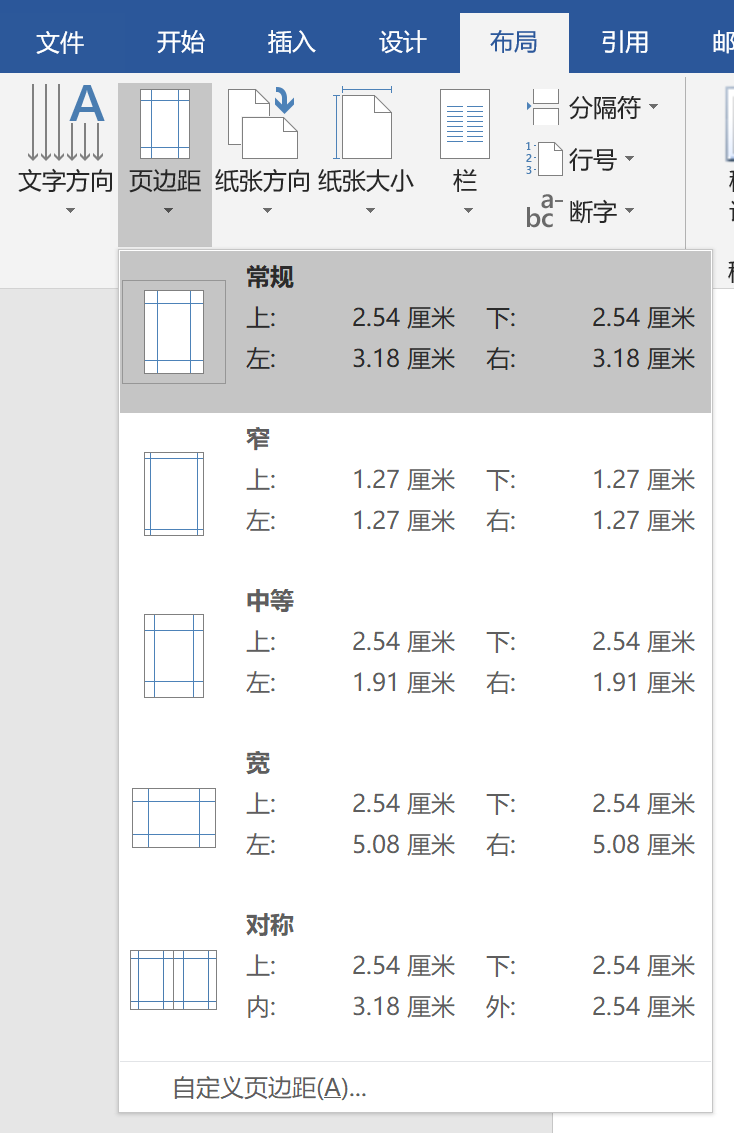 文件 开始 插入 设计 布局 引用 邮
A
文字方向 页边距 纸张方向 纸张大小 栏
分隔符
1 2 3 行号
a- bc 断字
常规
上: 2.54 厘米 下: 2.54 厘米
左: 3.18 厘米 右: 3.18 厘米
窄
上: 1.27 厘米 下: 1.27 厘米
左: 1.27 厘米 右: 1.27 厘米
中等
上: 2.54 厘米 下: 2.54 厘米
左: 1.91 厘米 右: 1.91 厘米
宽
上: 2.54 厘米 下: 2.54 厘米
左: 5.08 厘米 右: 5.08 厘米
对称
上: 2.54 厘米 下: 2.54 厘米
内: 3.18 厘米 外: 2.54 厘米
自定义页边距(A)...